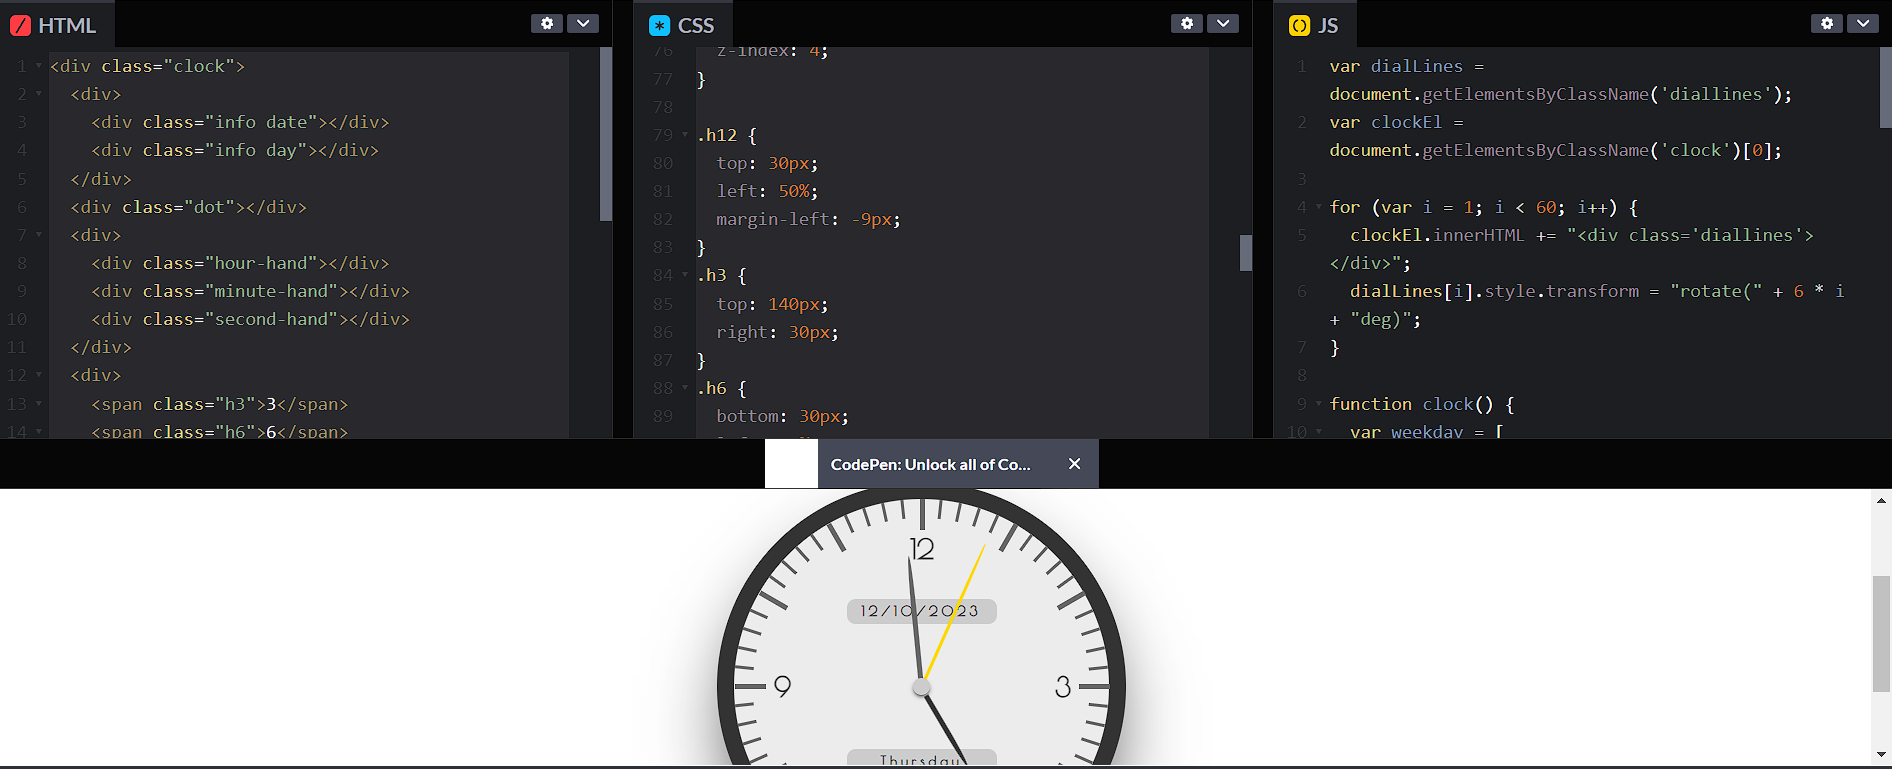 HTML
1 <div class="clock">
2 <div>
3 <div class="info date"></div>
4 <div class="info day"></div>
5 </div>
6 <div class="dot"></div>
7 <div>
8 <div class="hour-hand"></div>
9 <div class="minute-hand"></div>
10 <div class="second-hand"></div>
11 </div>
12 <div>
13 <span class="h3">3</span>
14 <span class="h6">6</span>
CSS
76 z-index: 4;
77 }
78
79 .h12 {
80 top: 30px;
81 left: 50%;
82 margin-left: -9px;
83 }
84 .h3 {
85 top: 140px;
86 right: 30px;
87 }
88 .h6 {
89 bottom: 30px;
JS
1 var dialLines =
document.getElementsByClassName('diallines');
2 var clockEl =
document.getElementsByClassName('clock')[0];
3
4 for (var i = 1; i < 60; i++) {
5 clockEl.innerHTML += "<div class='diallines'>
</div>";
6 dialLines[i].style.transform = "rotate(" + 6 * i
+ "deg)";
7 }
8
9 function clock() {
10 var weekday = [
CodePen: Unlock all of Co...
12
12/10/2023
9
3
Thursday